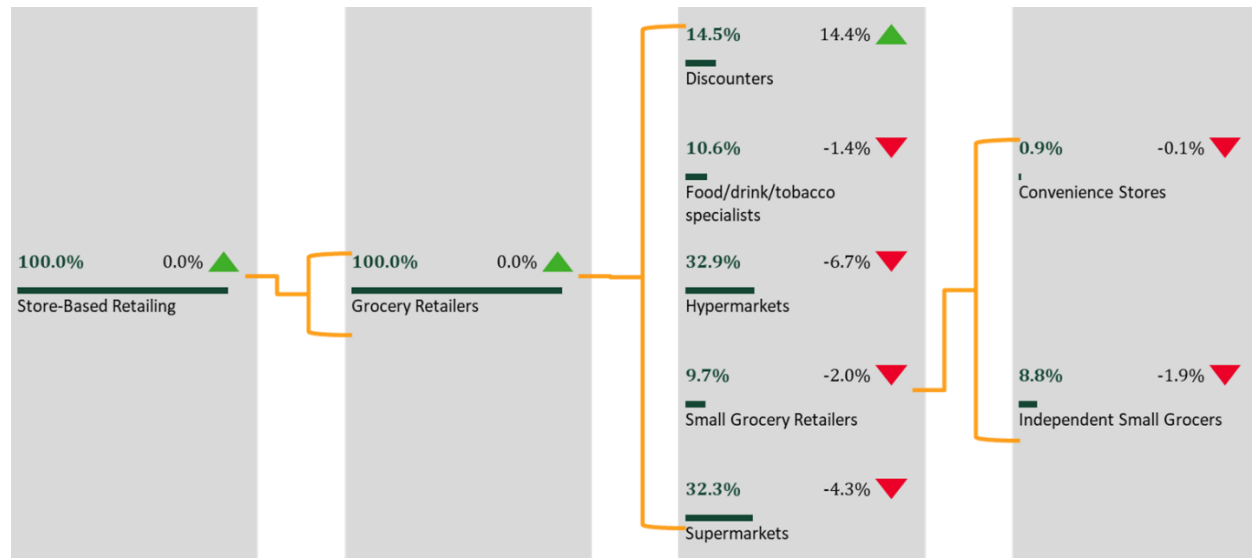 100.0% 0.0%
Store-Based Retailing
100.0% 0.0%
Grocery Retailers
14.5% 14.4%
Discounters
10.6% -1.4%
Food/drink/tobacco
specialists
32.9% -6.7%
Hypermarkets
9.7% -2.0%
Small Grocery Retailers
32.3% -4.3%
Supermarkets
0.9% -0.1%
Convenience Stores
8.8% -1.9%
Independent Small Grocers